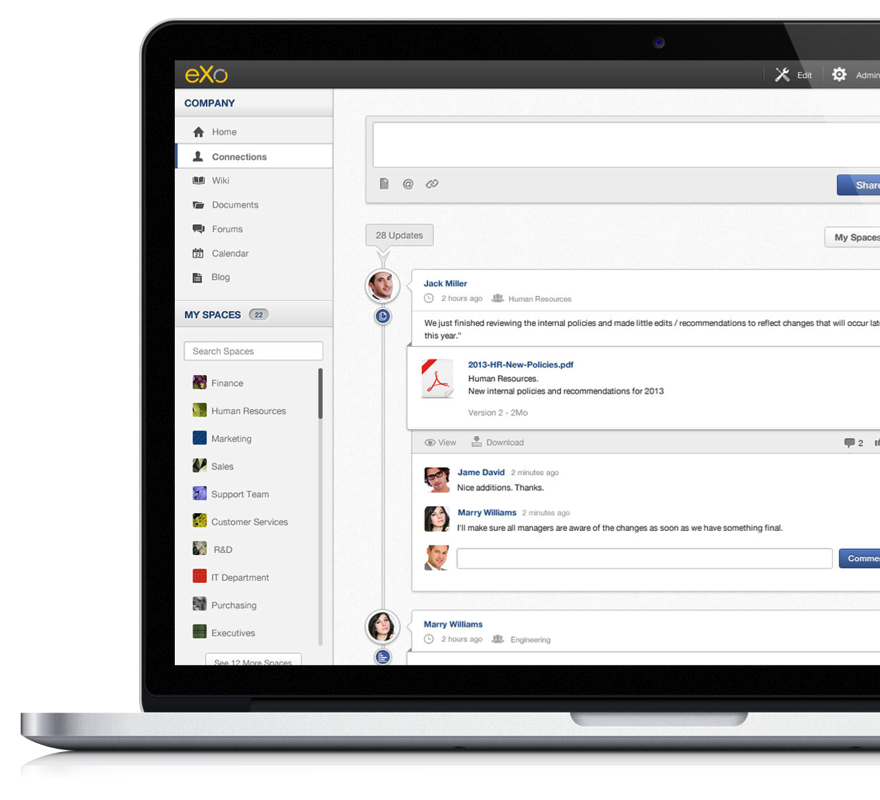 eXo
Edit
Admin
COMPANY
Home
Connections
Wiki
Documents
Forums
23
Calendar
Blog
MY SPACES 22
Search Spaces
Finance
Human Resources
Marketing
Sales
Support Team
Customer Services
R&D
IT Department
Purchasing
Executives
See 12 More Spaces
@
Share
28 Updates
My Spaces
Jack Miller
2 hours ago Human Resources
We just finished reviewing the internal policies and made little edits / recommendations to reflect changes that will occur late
this year."
2013-HR-New-Policies.pdf
Human Resources.
New internal policies and recommendations for 2013
Version 2 - 2Mo
View Download 2
Jame David 2 minutes ago
Nice additions. Thanks.
Marry Williams 2 minutes ago
I'll make sure all managers are aware of the changes as soon as we have something final.
Comme
Marry Williams
2 hours ago Engineering